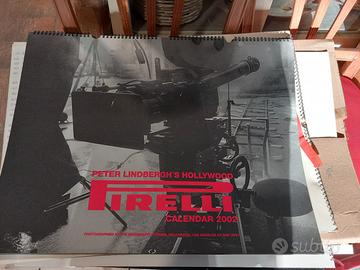 PETER LINDBERGH'S HOLLYWOOD
PIRELLI
CALENDAR 2002
subito